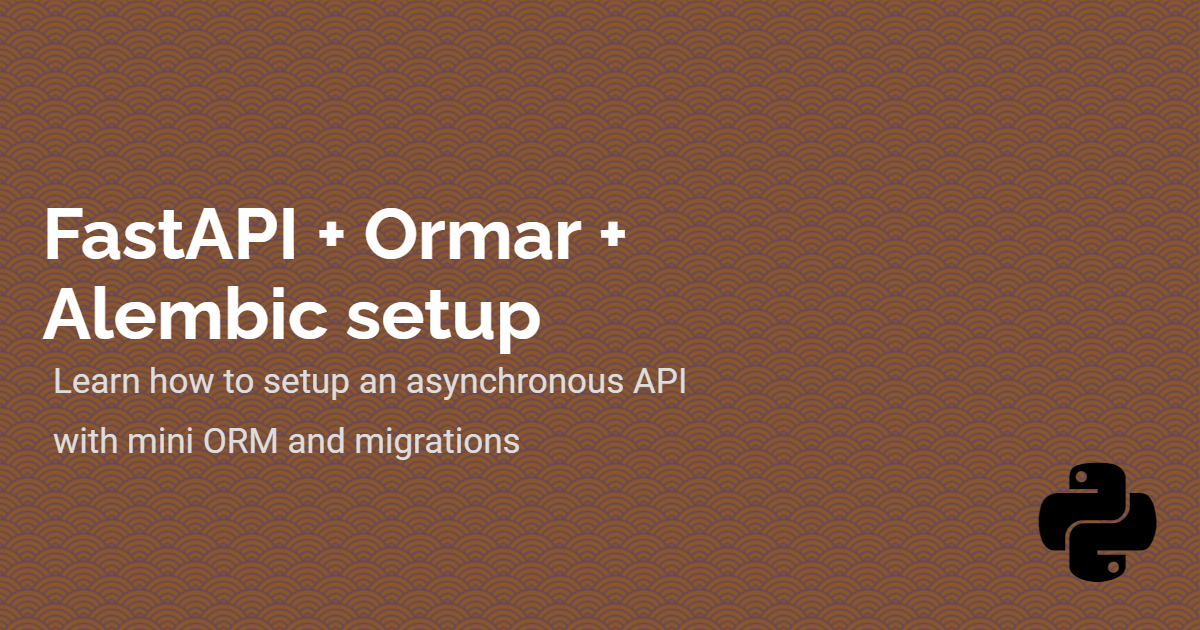 FastAPI + Ormar +
Alembic setup
Learn how to setup an asynchronous API
with mini ORM and migrations